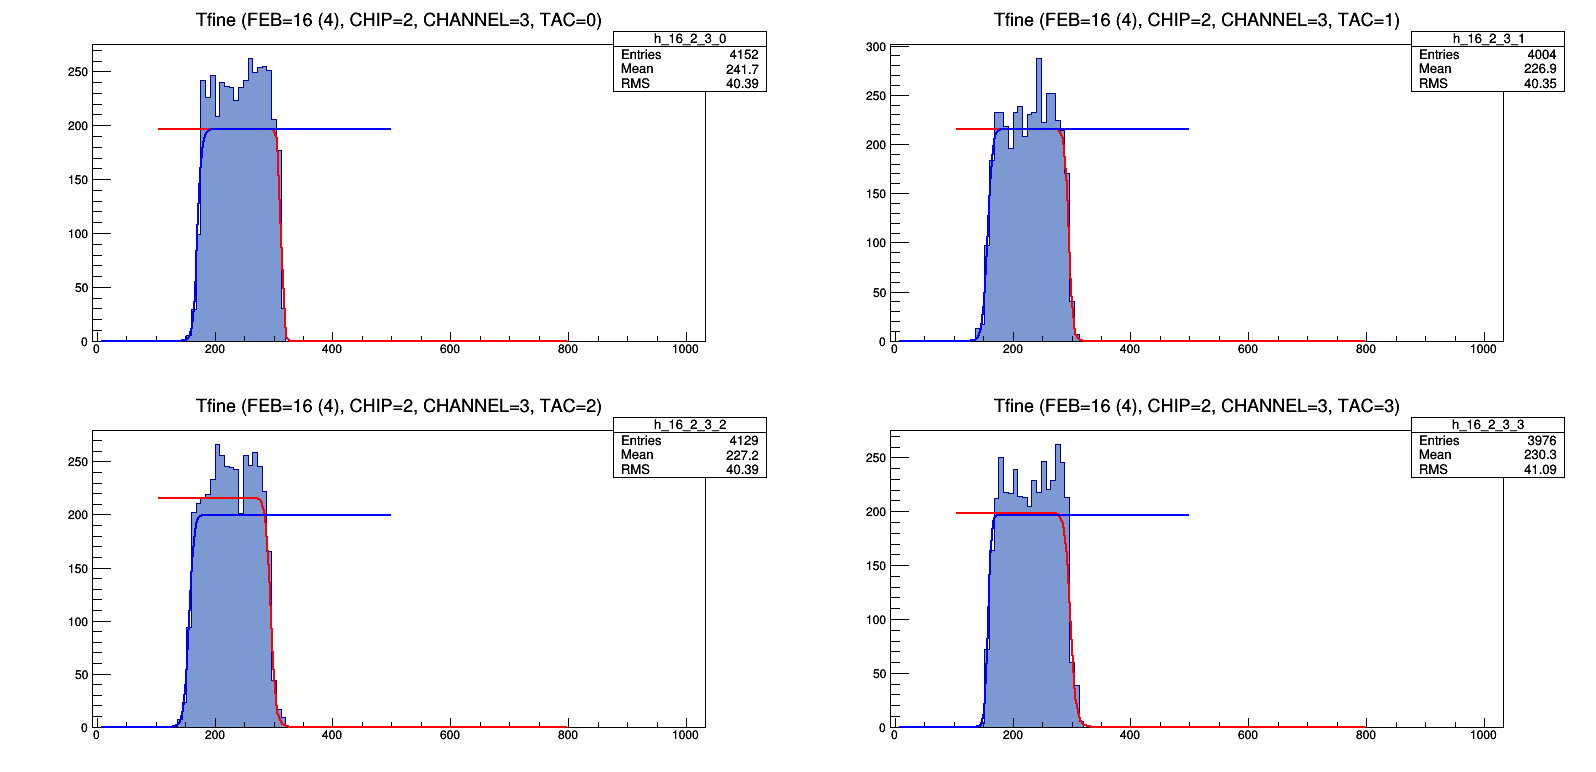 Tfine (FEB=16 (4), CHIP=2, CHANNEL=3, TAC=0)
h_16_2_3_0
Entries 4152
Mean 241.7
RMS 40.39
250
200
150
100
50
0
0 200 400 600 800 1000
Tfine (FEB=16 (4), CHIP=2, CHANNEL=3, TAC=1)
h_16_2_3_1
Entries 4004
Mean 226.9
RMS 40.35
300
250
200
150
100
50
0
0 200 400 600 800 1000
Tfine (FEB=16 (4), CHIP=2, CHANNEL=3, TAC=2)
h_16_2_3_2
Entries 4129
Mean 227.2
RMS 40.39
250
200
150
100
50
0
0 200 400 600 800 1000
Tfine (FEB=16 (4), CHIP=2, CHANNEL=3, TAC=3)
h_16_2_3_3
Entries 3976
Mean 230.3
RMS 41.09
250
200
150
100
50
0
0 200 400 600 800 1000